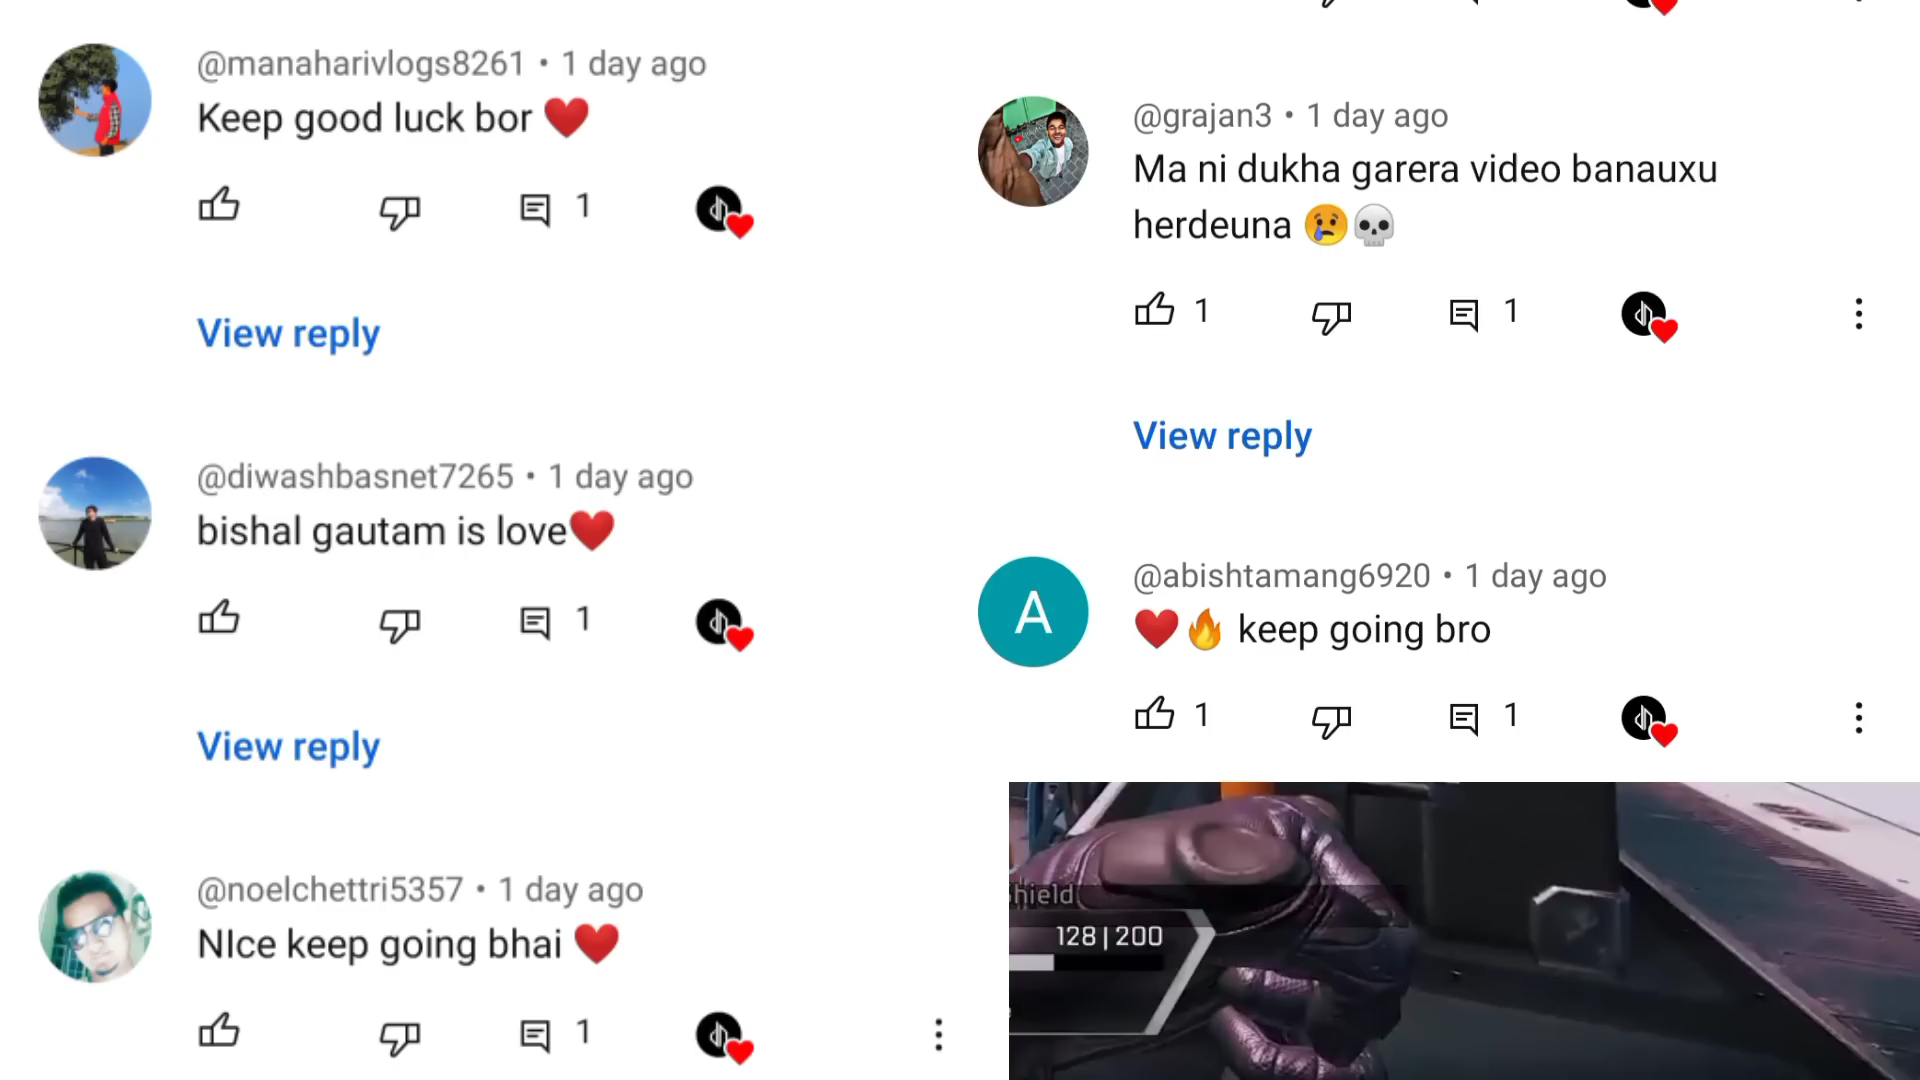 @manaharivlogs8261 • 1 day ago
Keep good luck bor ❤️
1
View reply
@diwashbasnet7265 • 1 day ago
bishal gautam is love❤️
1
View reply
@noelchettri5357 • 1 day ago
NIce keep going bhai ❤️
1
@grajan3 • 1 day ago
Ma ni dukha garera video banauxu
herdeuna 😢💀
1 1
View reply
A
@abishtamang6920 • 1 day ago
❤️🔥 keep going bro
1 1
hield
128 | 200